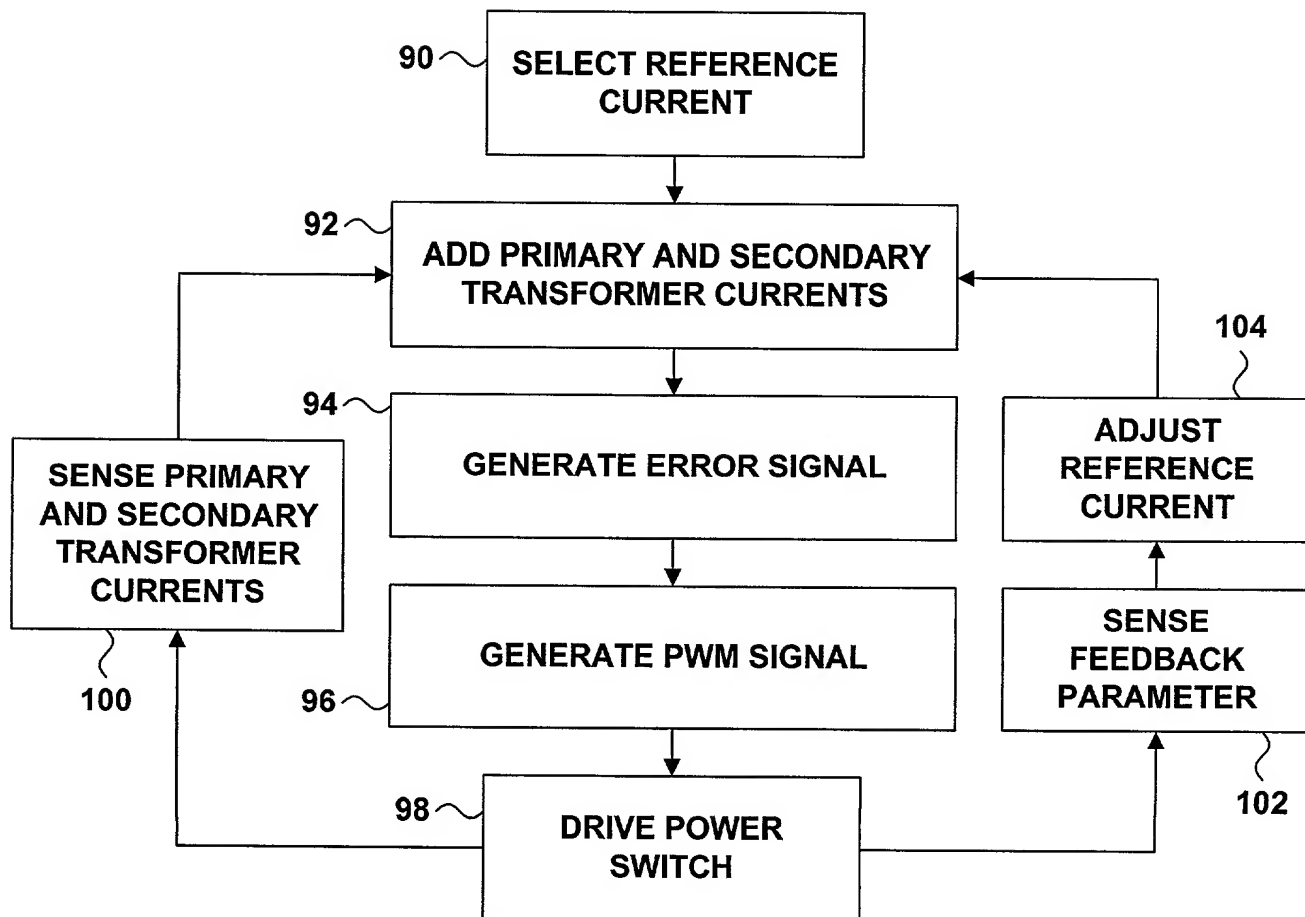 90
SELECT REFERENCE
CURRENT
92
ADD PRIMARY AND SECONDARY
TRANSFORMER CURRENTS
104
94
GENERATE ERROR SIGNAL
ADJUST
REFERENCE
CURRENT
SENSE PRIMARY
AND SECONDARY
TRANSFORMER
CURRENTS
100
GENERATE PWM SIGNAL
96
SENSE
FEEDBACK
PARAMETER
102
98
DRIVE POWER
SWITCH